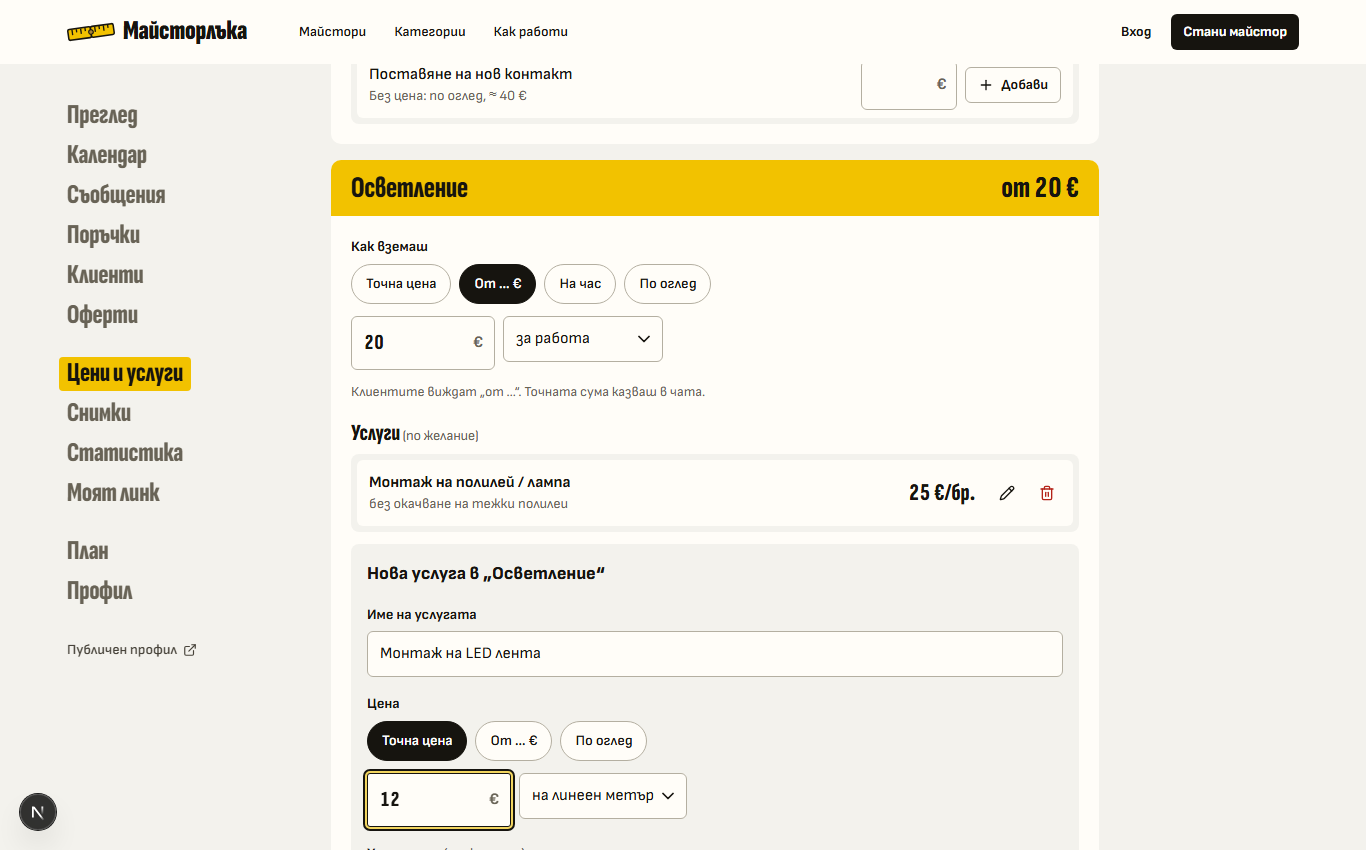 Майсторлъка
Майстори
Категории
Как работи
Вход
Стани майстор
Преглед
Календар
Съобщения
Поръчки
Клиенти
Оферти
Цени и услуги
Снимки
Статистика
Моят линк
План
Профил
Публичен профил
N
Поставяне на нов контакт
Без цена: по оглед, ≈ 40 €
€
+ Добави
Осветление
от 20 €
Как вземаш
Точна цена
От ... €
На час
По оглед
20 €
за работа
Клиентите виждат „от ...“. Точната сума казваш в чата.
Услуги (по желание)
Монтаж на полилей / лампа
без окачване на тежки полилеи
25 €/бр.
Нова услуга в „Осветление“
Име на услугата
Монтаж на LED лента
Цена
Точна цена
От ... €
По оглед
12 €
на линеен метър